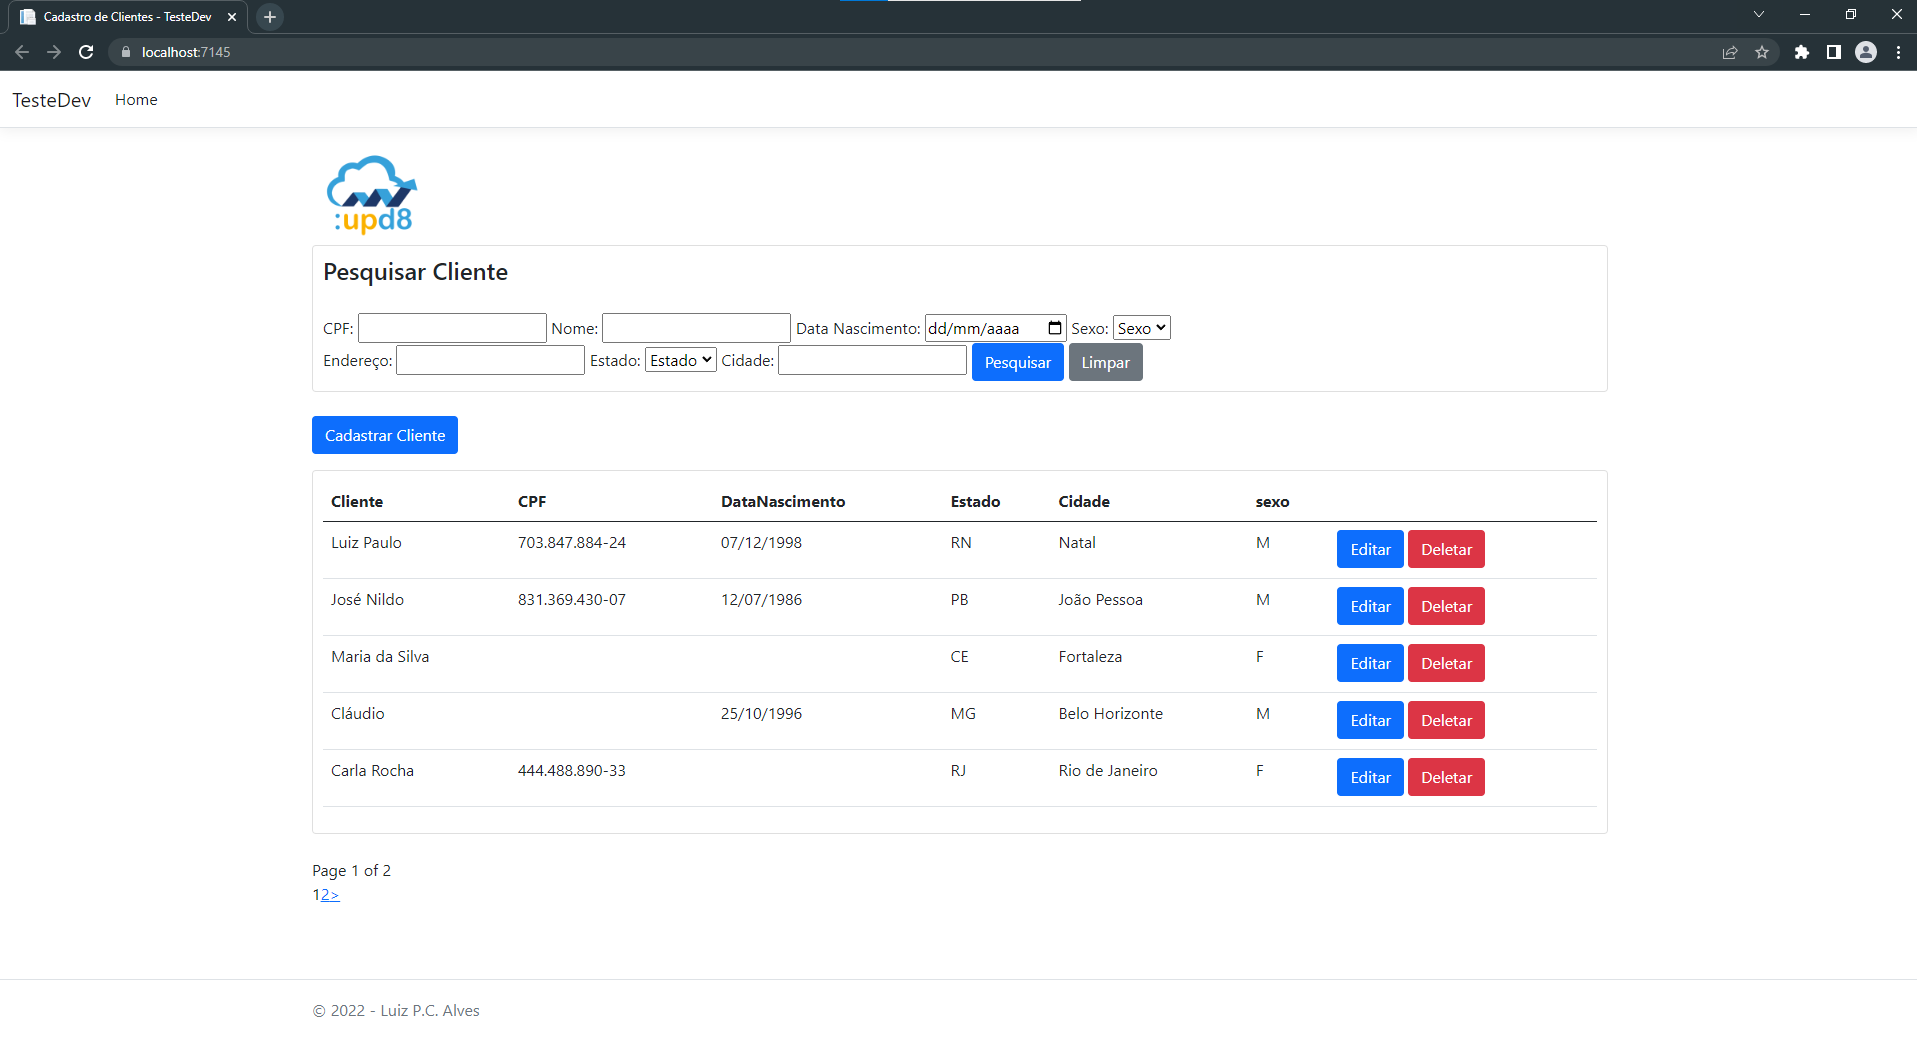 Cadastro de Clientes - TesteDev
localhost:7145
TesteDev Home
:upd8
Pesquisar Cliente
CPF: Nome: Data Nascimento: dd/mm/aaaa Sexo: Sexo
Endereço: Estado: Estado Cidade: Pesquisar Limpar
Cadastrar Cliente
Cliente CPF DataNascimento Estado Cidade sexo
Luiz Paulo 703.847.884-24 07/12/1998 RN Natal M Editar Deletar
José Nildo 831.369.430-07 12/07/1986 PB João Pessoa M Editar Deletar
Maria da Silva CE Fortaleza F Editar Deletar
Cláudio 25/10/1996 MG Belo Horizonte M Editar Deletar
Carla Rocha 444.488.890-33 RJ Rio de Janeiro F Editar Deletar
Page 1 of 2
12>
© 2022 - Luiz P.C. Alves